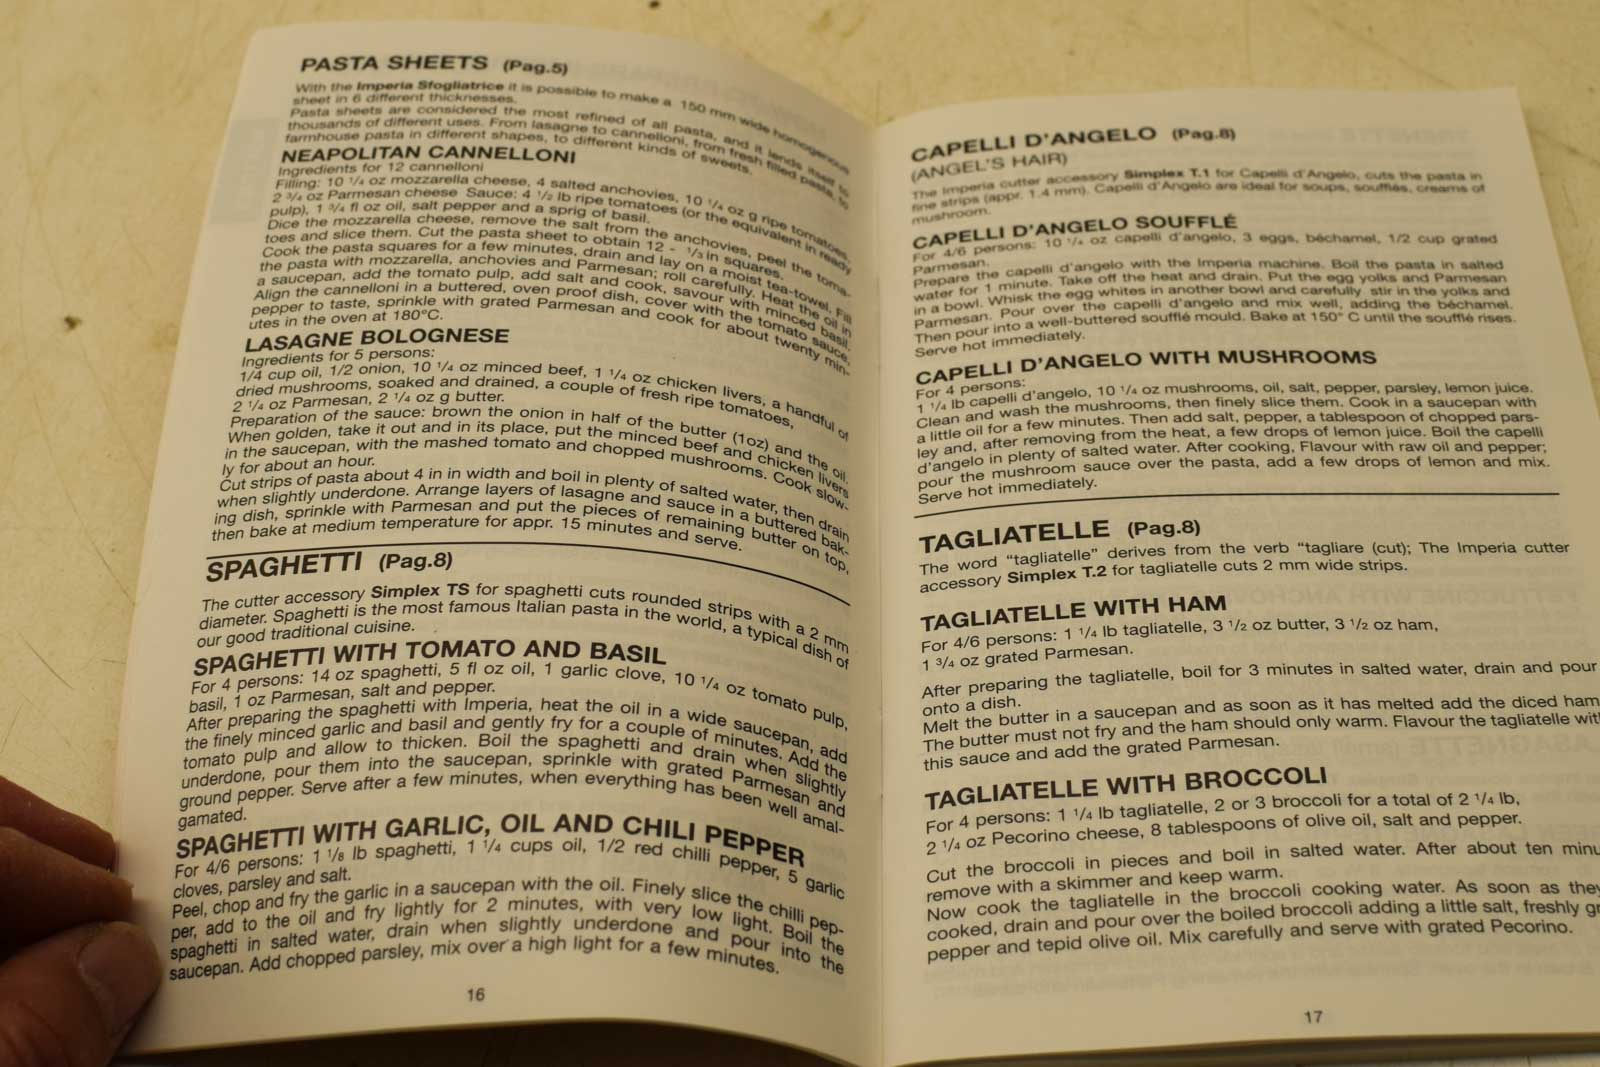 PASTA SHEETS (Pag.5)
With the Imperia Sfogliatrice it is possible to make a 150 mm wide homogenous
sheet in 6 different thicknesses.
Pasta sheets are considered the most refined of all pasta, and it lends itself to
thousands of different uses. From lasagne to cannelloni, from fresh filled pasta, to
farmhouse pasta in different shapes, to different kinds of sweets.
NEAPOLITAN CANNELLONI
Ingredients for 12 cannelloni
Filling: 10 1/4 oz mozzarella cheese, 4 salted anchovies, 10 1/4 oz g ripe tomatoes,
2 3/4 oz Parmesan cheese Sauce: 4 1/2 lb ripe tomatoes (or the equivalent in ready
pulp), 1 3/4 fl oz oil, salt pepper and a sprig of basil.
Dice the mozzarella cheese, remove the salt from the anchovies, peel the toma-
toes and slice them. Cut the pasta sheet to obtain 12 - 1/3 in squares.
Cook the pasta squares for a few minutes, drain and lay on a moist tea-towel. Fill
the pasta with mozzarella, anchovies and Parmesan; roll carefully. Heat the oil in
a saucepan, add the tomato pulp, add salt and cook, savour with minced basil.
Align the cannelloni in a buttered, oven proof dish, cover with the tomato sauce,
pepper to taste, sprinkle with grated Parmesan and cook for about twenty min-
utes in the oven at 180°C.
LASAGNE BOLOGNESE
Ingredients for 5 persons:
1/4 cup oil, 1/2 onion, 10 1/4 oz minced beef, 1 1/4 oz chicken livers, a handful of
dried mushrooms, soaked and drained, a couple of fresh ripe tomatoes,
2 1/4 oz Parmesan, 2 1/4 oz g butter.
Preparation of the sauce: brown the onion in half of the butter (1oz) and the oil.
When golden, take it out and in its place, put the minced beef and chicken livers
in the saucepan, with the mashed tomato and chopped mushrooms. Cook slow-
ly for about an hour.
Cut strips of pasta about 4 in in width and boil in plenty of salted water, then drain
when slightly underdone. Arrange layers of lasagne and sauce in a buttered bak-
ing dish, sprinkle with Parmesan and put the pieces of remaining butter on top,
then bake at medium temperature for appr. 15 minutes and serve.
SPAGHETTI (Pag.8)
The cutter accessory Simplex TS for spaghetti cuts rounded strips with a 2 mm
diameter. Spaghetti is the most famous Italian pasta in the world, a typical dish of
our good traditional cuisine.
SPAGHETTI WITH TOMATO AND BASIL
For 4 persons: 14 oz spaghetti, 5 fl oz oil, 1 garlic clove, 10 1/4 oz tomato pulp,
basil, 1 oz Parmesan, salt and pepper.
After preparing the spaghetti with Imperia, heat the oil in a wide saucepan, add
the finely minced garlic and basil and gently fry for a couple of minutes. Add the
tomato pulp and allow to thicken. Boil the spaghetti and drain when slightly
underdone, pour them into the saucepan, sprinkle with grated Parmesan and
ground pepper. Serve after a few minutes, when everything has been well amal-
gamated.
SPAGHETTI WITH GARLIC, OIL AND CHILI PEPPER
For 4/6 persons: 1 1/8 lb spaghetti, 1 1/4 cups oil, 1/2 red chilli pepper, 5 garlic
cloves, parsley and salt.
Peel, chop and fry the garlic in a saucepan with the oil. Finely slice the chilli pep-
per, add to the oil and fry lightly for 2 minutes, with very low light. Boil the
spaghetti in salted water, drain when slightly underdone and pour into the
saucepan. Add chopped parsley, mix over a high light for a few minutes.
16
CAPELLI D'ANGELO (Pag.8)
(ANGEL'S HAIR)
The Imperia cutter accessory Simplex T.1 for Capelli d'Angelo, cuts the pasta in
fine strips (appr. 1.4 mm). Capelli d'Angelo are ideal for soups, soufflés, creams of
mushroom.
CAPELLI D'ANGELO SOUFFLÉ
For 4/6 persons: 10 1/4 oz capelli d'angelo, 3 eggs, béchamel, 1/2 cup grated
Parmesan.
Prepare the capelli d'angelo with the Imperia machine. Boil the pasta in salted
water for 1 minute. Take off the heat and drain. Put the egg yolks and Parmesan
in a bowl. Whisk the egg whites in another bowl and carefully stir in the yolks and
Parmesan. Pour over the capelli d'angelo and mix well, adding the béchamel.
Then pour into a well-buttered soufflé mould. Bake at 150° C until the soufflé rises.
Serve hot immediately.
CAPELLI D'ANGELO WITH MUSHROOMS
For 4 persons:
1 1/4 lb capelli d'angelo, 10 1/4 oz mushrooms, oil, salt, pepper, parsley, lemon juice.
Clean and wash the mushrooms, then finely slice them. Cook in a saucepan with
a little oil for a few minutes. Then add salt, pepper, a tablespoon of chopped pars-
ley and, after removing from the heat, a few drops of lemon juice. Boil the capelli
d'angelo in plenty of salted water. After cooking, Flavour with raw oil and pepper;
pour the mushroom sauce over the pasta, add a few drops of lemon and mix.
Serve hot immediately.
TAGLIATELLE (Pag.8)
The word "tagliatelle" derives from the verb "tagliare (cut); The Imperia cutter
accessory Simplex T.2 for tagliatelle cuts 2 mm wide strips.
TAGLIATELLE WITH HAM
For 4/6 persons: 1 1/4 lb tagliatelle, 3 1/2 oz butter, 3 1/2 oz ham,
1 3/4 oz grated Parmesan.
After preparing the tagliatelle, boil for 3 minutes in salted water, drain and pour
onto a dish.
Melt the butter in a saucepan and as soon as it has melted add the diced ham
The butter must not fry and the ham should only warm. Flavour the tagliatelle wit
this sauce and add the grated Parmesan.
TAGLIATELLE WITH BROCCOLI
For 4 persons: 1 1/4 lb tagliatelle, 2 or 3 broccoli for a total of 2 1/4 lb,
2 1/4 oz Pecorino cheese, 8 tablespoons of olive oil, salt and pepper.
Cut the broccoli in pieces and boil in salted water. After about ten minu
remove with a skimmer and keep warm.
Now cook the tagliatelle in the broccoli cooking water. As soon as they
cooked, drain and pour over the boiled broccoli adding a little salt, freshly gr
pepper and tepid olive oil. Mix carefully and serve with grated Pecorino.
17